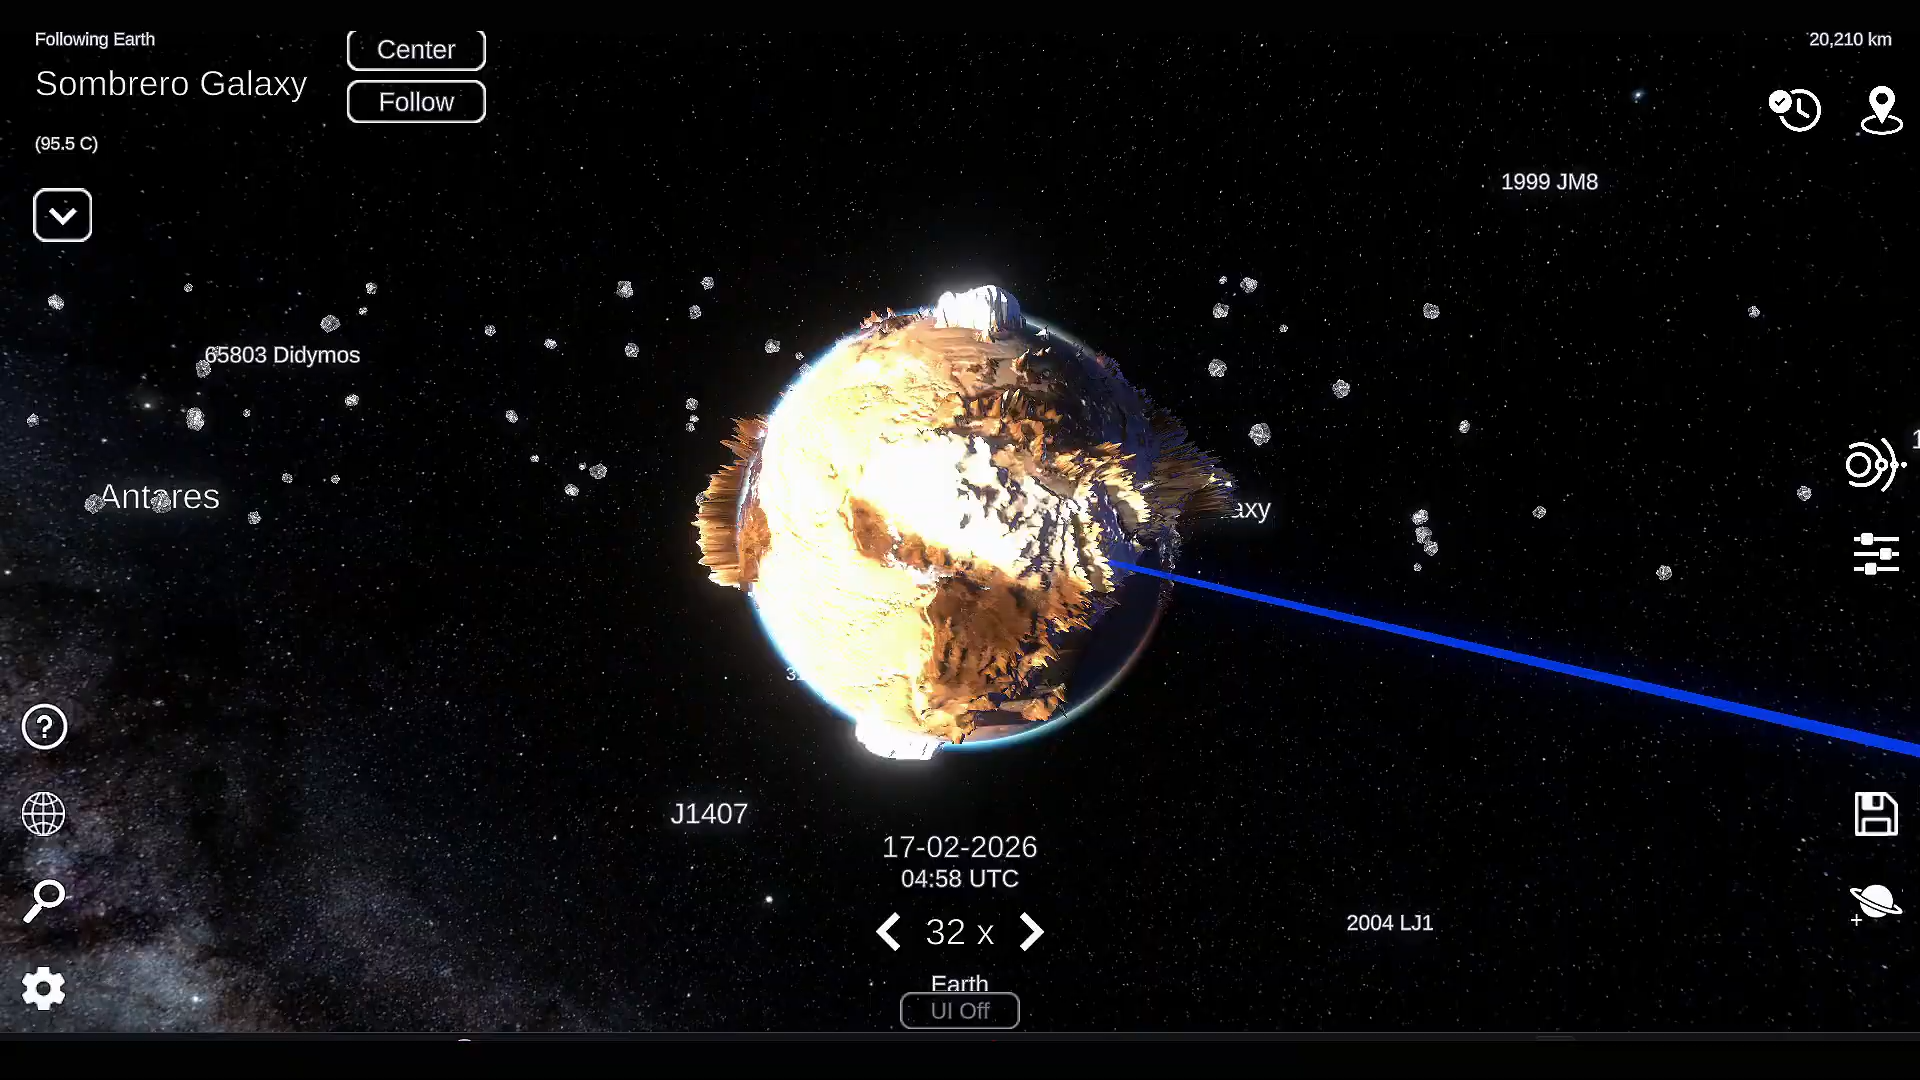 Following Earth
Sombrero Galaxy
(95.5 C)
Center
Follow
20,210 km
1999 JM8
65803 Didymos
Antares
axy
J1407
17-02-2026
04:58 UTC
32 x
2004 LJ1
Earth
UI Off